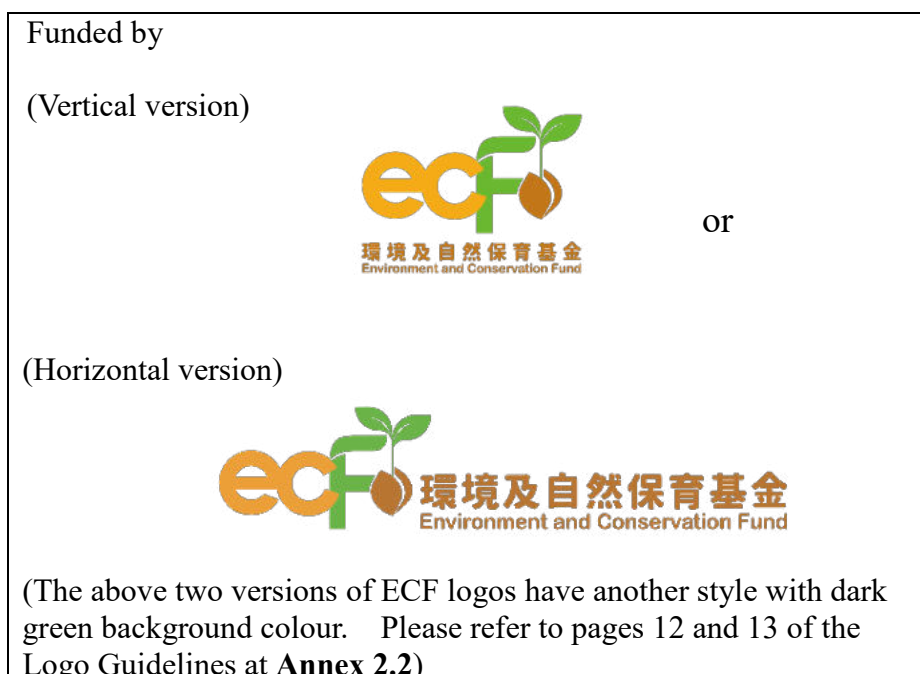 Funded by
(Vertical version)
ecf
環境及自然保育基金
Environment and Conservation Fund
or
(Horizontal version)
ecf
環境及自然保育基金
Environment and Conservation Fund
(The above two versions of ECF logos have another style with dark
green background colour. Please refer to pages 12 and 13 of the
Logo Guidelines at Annex 2.2)